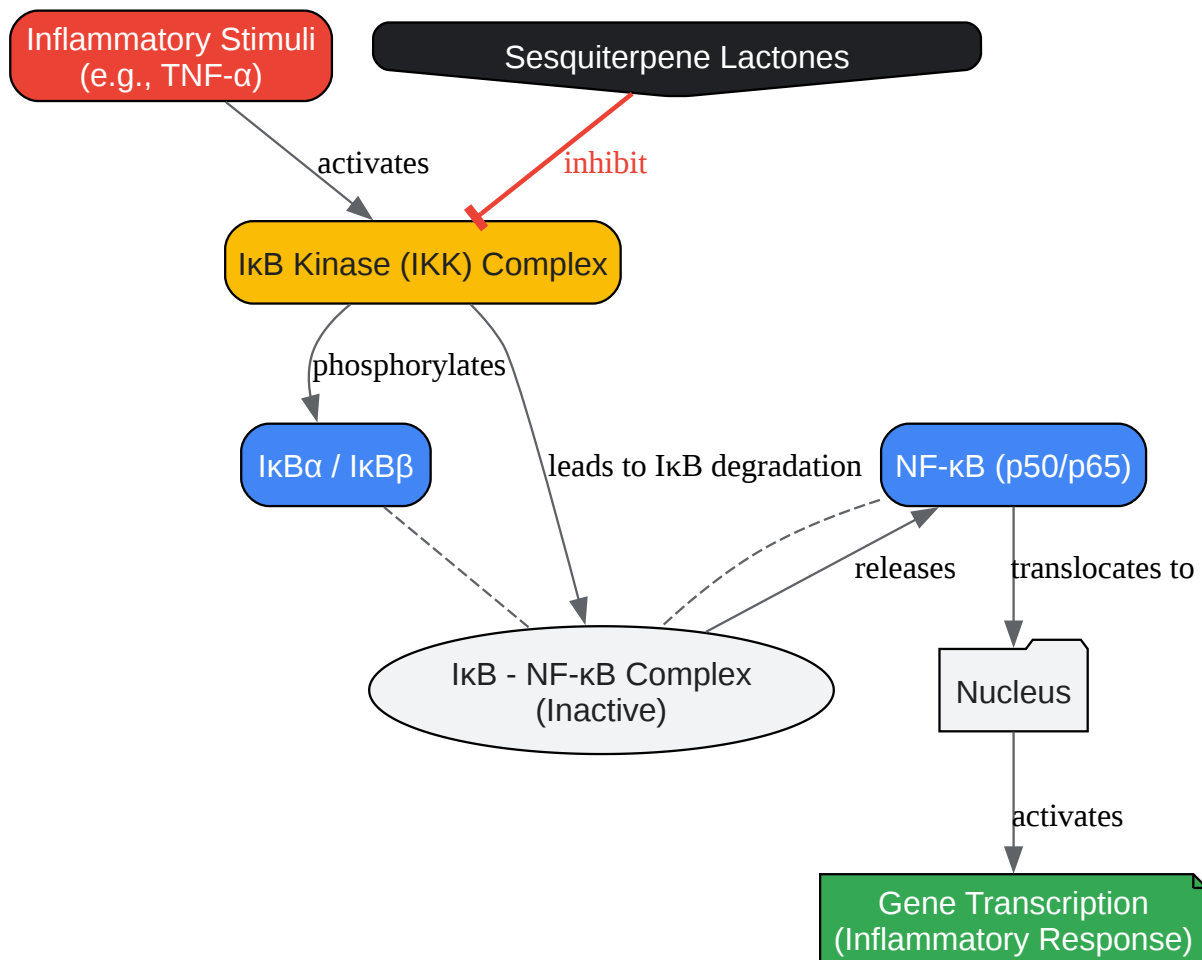 Inflammatory Stimuli
(e.g., TNF-α)
Sesquiterpene Lactones
activates
inhibit
IκB Kinase (IKK) Complex
phosphorylates
IκBα / IκBβ
leads to IκB degradation
NF-κB (p50/p65)
releases
translocates to
IκB - NF-κB Complex
(Inactive)
Nucleus
activates
Gene Transcription
(Inflammatory Response)